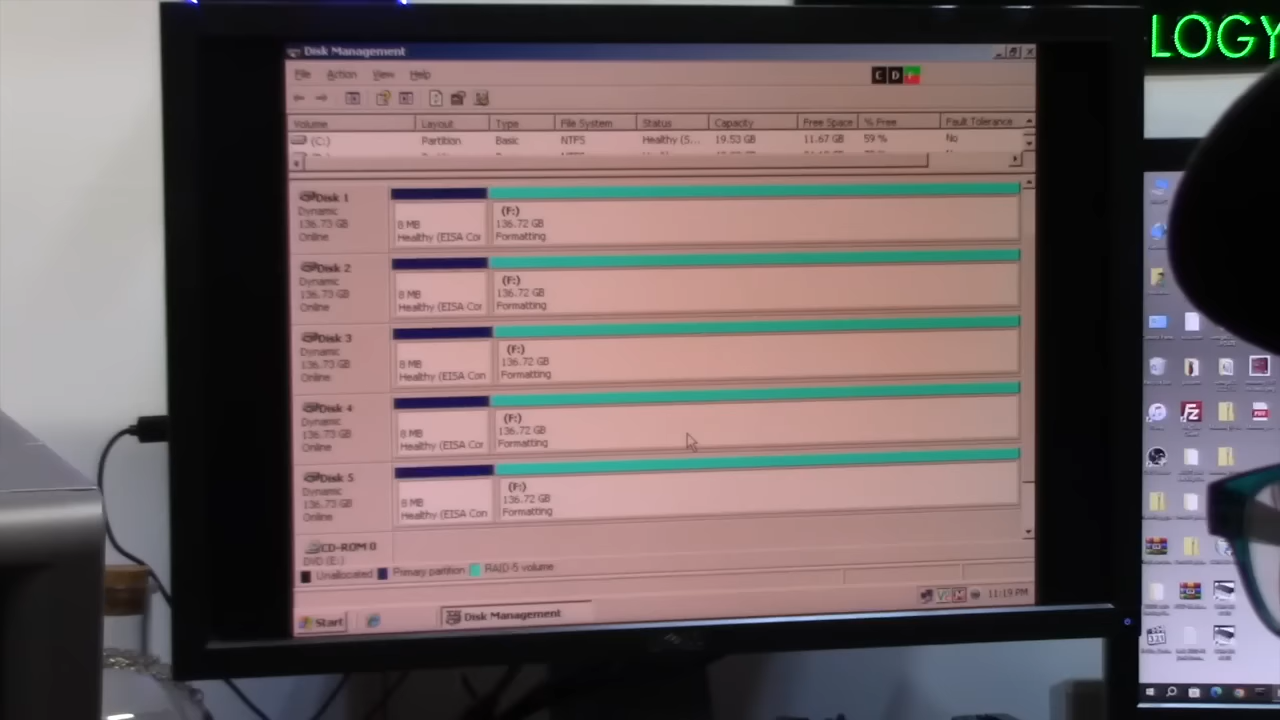 LOGY
Disk Management
File Action View Help
C D F
Volume Layout Type File System Status Capacity Free Space % Free Fault Tolerance
(C:) Partition Basic NTFS Healthy (S... 19.53 GB 11.67 GB 59 % No
Disk 1
Dynamic
136.73 GB
Online
8 MB
Healthy (EISA Cor
(F:)
136.72 GB
Formatting
Disk 2
Dynamic
136.73 GB
Online
8 MB
Healthy (EISA Cor
(F:)
136.72 GB
Formatting
Disk 3
Dynamic
136.73 GB
Online
8 MB
Healthy (EISA Con
(F:)
136.72 GB
Formatting
Disk 4
Dynamic
136.73 GB
Online
8 MB
Healthy (EISA Cor
(F:)
136.72 GB
Formatting
Disk 5
Dynamic
136.73 GB
Online
8 MB
Healthy (EISA Con
(F:)
136.72 GB
Formatting
CD-ROM 0
DVD (E:)
Unallocated Primary partition RAID-5 volume
Start Disk Management 11:19 PM